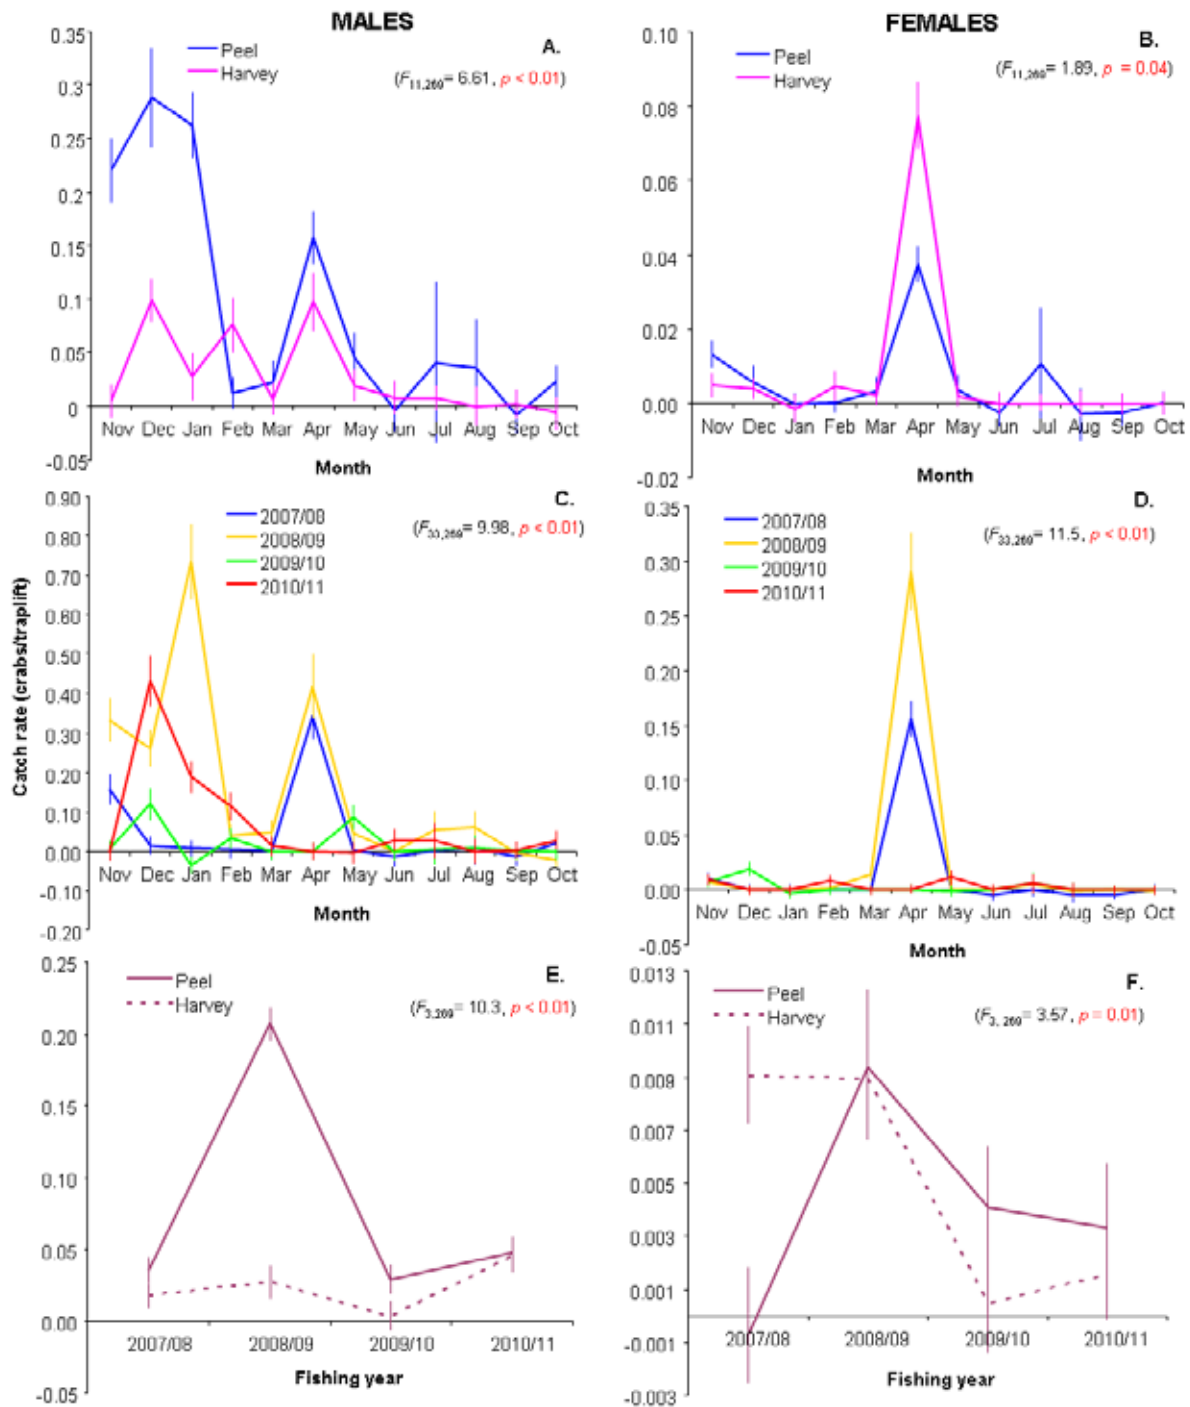 MALES
A.
Peel
Harvey
(F11,269= 6.61, p < 0.01)
0.35
0.3
0.25
0.2
0.15
0.1
0.05
0
-0.05
Nov Dec Jan Feb Mar Apr May Jun Jul Aug Sep Oct
Month
FEMALES
B.
Peel
Harvey
(F11,269= 1.89, p = 0.04)
0.10
0.08
0.06
0.04
0.02
0.00
-0.02
Nov Dec Jan Feb Mar Apr May Jun Jul Aug Sep Oct
Month
Catch rate (crabs/traplift)
C.
2007/08
2008/09
2009/10
2010/11
(F33,269= 9.98, p < 0.01)
0.90
0.80
0.70
0.60
0.50
0.40
0.30
0.20
0.10
0.00
-0.10
-0.20
Nov Dec Jan Feb Mar Apr May Jun Jul Aug Sep Oct
Month
D.
2007/08
2008/09
2009/10
2010/11
(F33,269= 11.5, p < 0.01)
0.35
0.30
0.25
0.20
0.15
0.10
0.05
0.00
-0.05
Nov Dec Jan Feb Mar Apr May Jun Jul Aug Sep Oct
Month
E.
Peel
Harvey
(F3,269= 10.3, p < 0.01)
0.25
0.20
0.15
0.10
0.05
0.00
-0.05
2007/08 2008/09 2009/10 2010/11
Fishing year
F.
Peel
Harvey
(F3, 269= 3.57, p = 0.01)
0.013
0.011
0.009
0.007
0.005
0.003
0.001
-0.001
-0.003
2007/08 2008/09 2009/10 2010/11
Fishing year